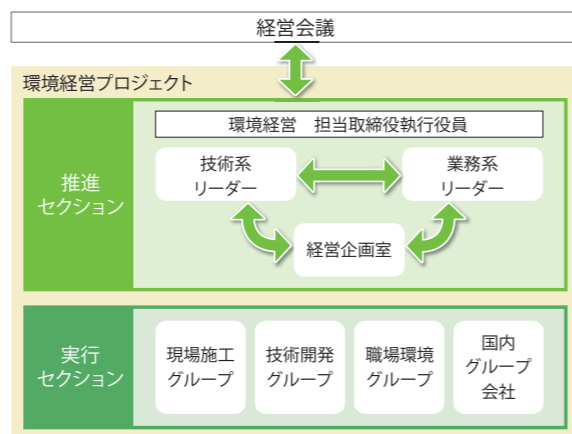 経営会議
環境経営プロジェクト
推進
セクション
環境経営　担当取締役執行役員
技術系
リーダー
業務系
リーダー
経営企画室
実行
セクション
現場施工
グループ
技術開発
グループ
職場環境
グループ
国内
グループ
会社